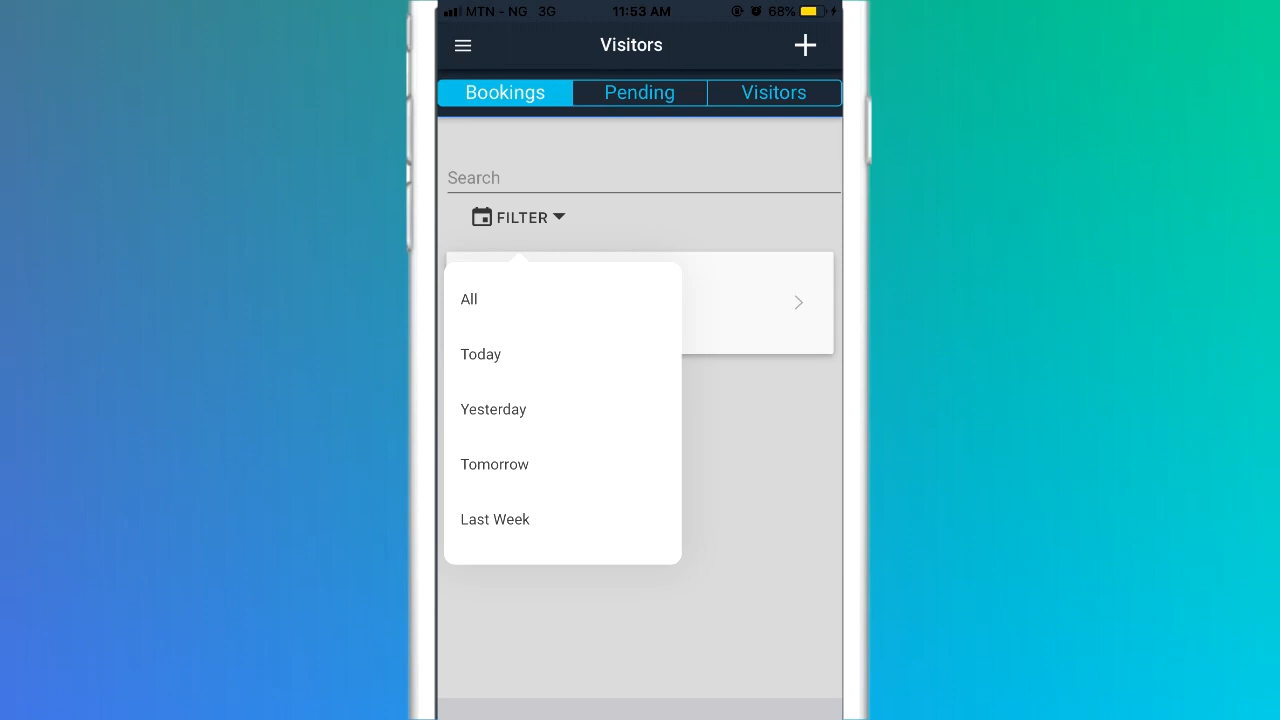 MTN - NG 3G 11:53 AM 68%
Visitors
Bookings Pending Visitors
Search
FILTER
All
Today
Yesterday
Tomorrow
Last Week